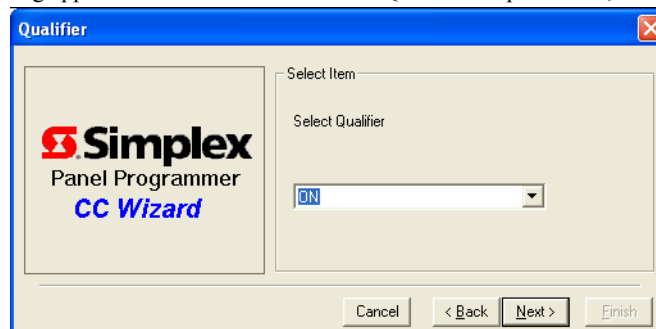 Qualifier
Select Item
Select Qualifier
Simplex
Panel Programmer
CC Wizard
ON
Cancel
< Back
Next >
Finish